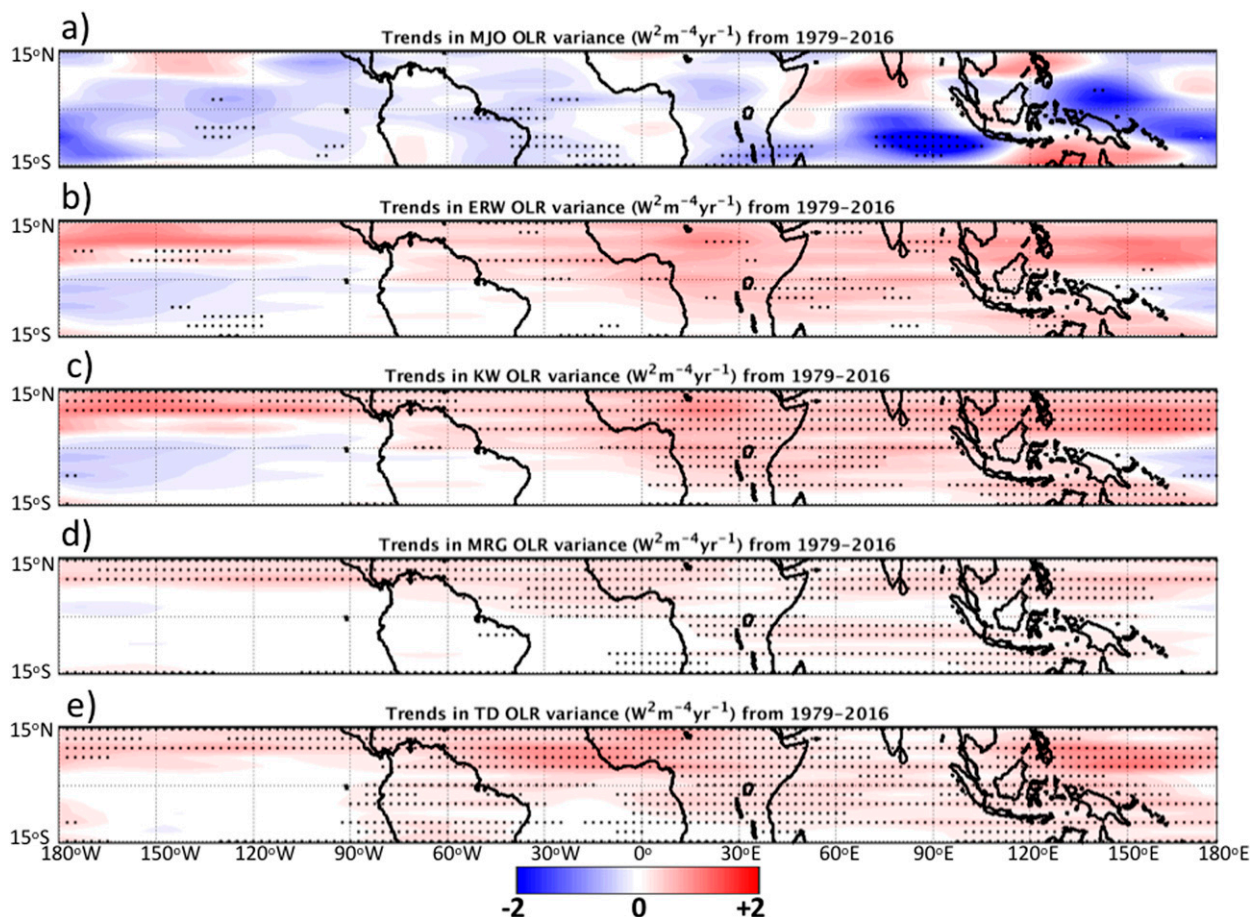 a)
Trends in MJO OLR variance (W²m⁻⁴yr⁻¹) from 1979–2016
15°N
15°S
b)
Trends in ERW OLR variance (W²m⁻⁴yr⁻¹) from 1979–2016
15°N
15°S
c)
Trends in KW OLR variance (W²m⁻⁴yr⁻¹) from 1979–2016
15°N
15°S
d)
Trends in MRG OLR variance (W²m⁻⁴yr⁻¹) from 1979–2016
15°N
15°S
e)
Trends in TD OLR variance (W²m⁻⁴yr⁻¹) from 1979–2016
15°N
15°S
180°W 150°W 120°W 90°W 60°W 30°W 0° 30°E 60°E 90°E 120°E 150°E 180°E
-2 0 +2